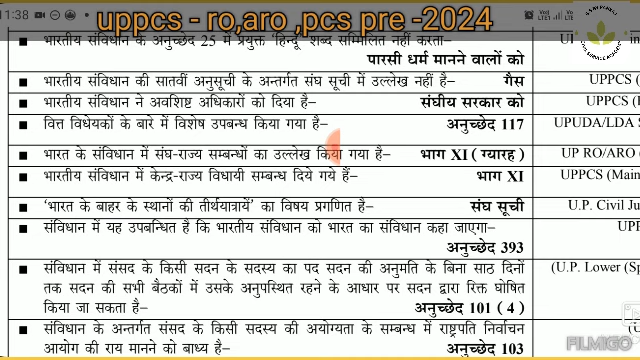 11:38
uppcs - ro,aro ,pcs pre -2024
भारतीय संविधान के अनुच्छेद 25 में प्रयुक्त 'हिन्दू' शब्द सम्मिलित नहीं करता–
पारसी धर्म मानने वालों को
भारतीय संविधान की सातवीं अनुसूची के अन्तर्गत संघ सूची में उल्लेख नहीं है– गैस UPPCS (
भारतीय संविधान ने अवशिष्ट अधिकारों को दिया है– संघीय सरकार को UPPCS (
वित्त विधेयकों के बारे में विशेष उपबन्ध किया गया है– अनुच्छेद 117 UPUDA/LDA
भारत के संविधान में संघ-राज्य सम्बन्धों का उल्लेख किया गया है– भाग XI ( ग्यारह) UP RO/ARO (
भारतीय संविधान में केन्द्र-राज्य विधायी सम्बन्ध दिये गये हैं– भाग XI UPPCS (Main
'भारत के बाहर के स्थानों की तीर्थयात्रायें' का विषय प्रगणित है– संघ सूची U.P. Civil Ju
संविधान में यह उपबन्धित है कि भारतीय संविधान को भारत का संविधान कहा जाएगा–
अनुच्छेद 393
संविधान में संसद के किसी सदन के सदस्य का पद सदन की अनुमति के बिना साठ दिनों (U.P. Lower (Sp
तक सदन की सभी बैठकों में उसके अनुपस्थित रहने के आधार पर सदन द्वारा रिक्त घोषित
किया जा सकता है– अनुच्छेद 101 (4)
संविधान के अन्तर्गत संसद के किसी सदस्य की अयोग्यता के सम्बन्ध में राष्ट्रपति निर्वाचन
आयोग की राय मानने को बाध्य है– अनुच्छेद 103
FILMIGO